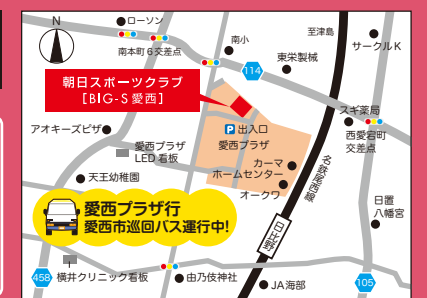 N
ローソン
至津島
南小
サークルK
南本町6交差点
東栄製械
114
朝日スポーツクラブ
[BIG-S 愛西]
スギ薬局
P 出入口
アオキーズピザ
西愛宕町
交差点
愛西プラザ
愛西プラザ
LED 看板
カーマ
ホームセンター
名鉄尾西線
天王幼稚園
オークワ
愛西プラザ行
愛西市巡回バス運行中!
日比野
日置
八幡宮
458
横井クリニック看板
由乃伎神社
JA海部
105